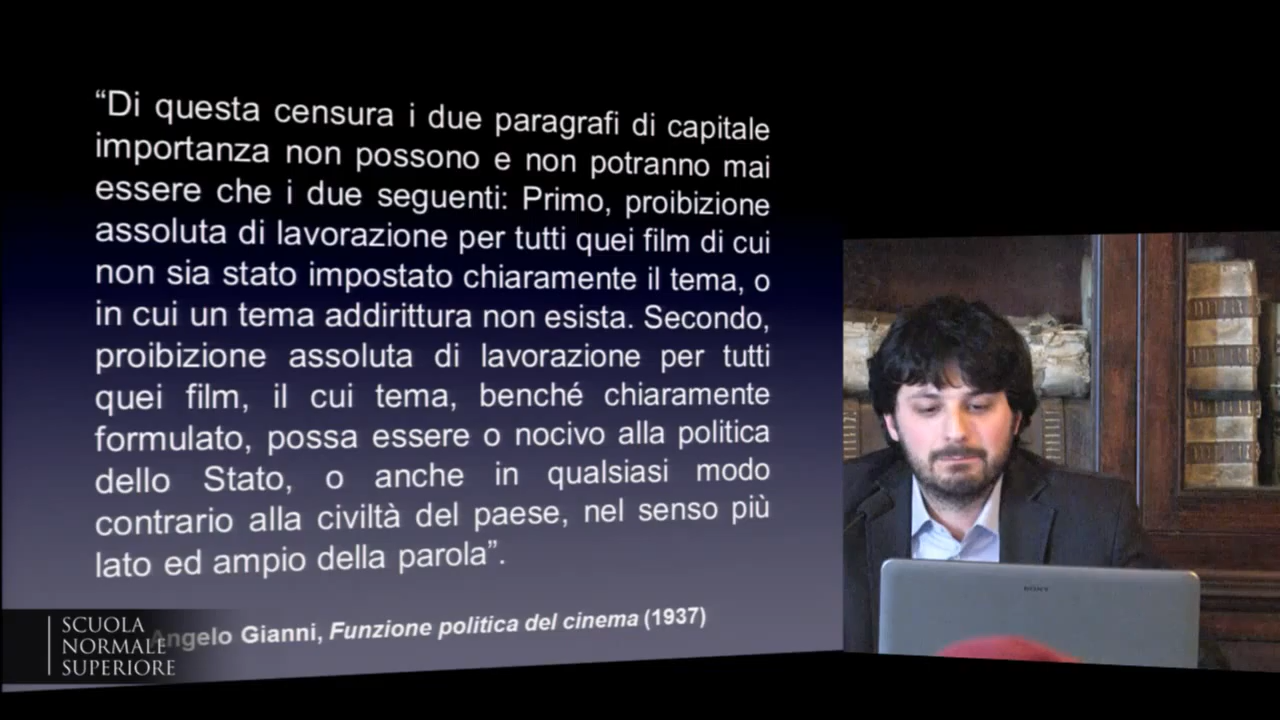 “Di questa censura i due paragrafi di capitale
importanza non possono e non potranno mai
essere che i due seguenti: Primo, proibizione
assoluta di lavorazione per tutti quei film di cui
non sia stato impostato chiaramente il tema, o
in cui un tema addirittura non esista. Secondo,
proibizione assoluta di lavorazione per tutti
quei film, il cui tema, benché chiaramente
formulato, possa essere o nocivo alla politica
dello Stato, o anche in qualsiasi modo
contrario alla civiltà del paese, nel senso più
lato ed ampio della parola”.
Angelo Gianni, Funzione politica del cinema (1937)
SCUOLA
NORMALE
SUPERIORE
SONY